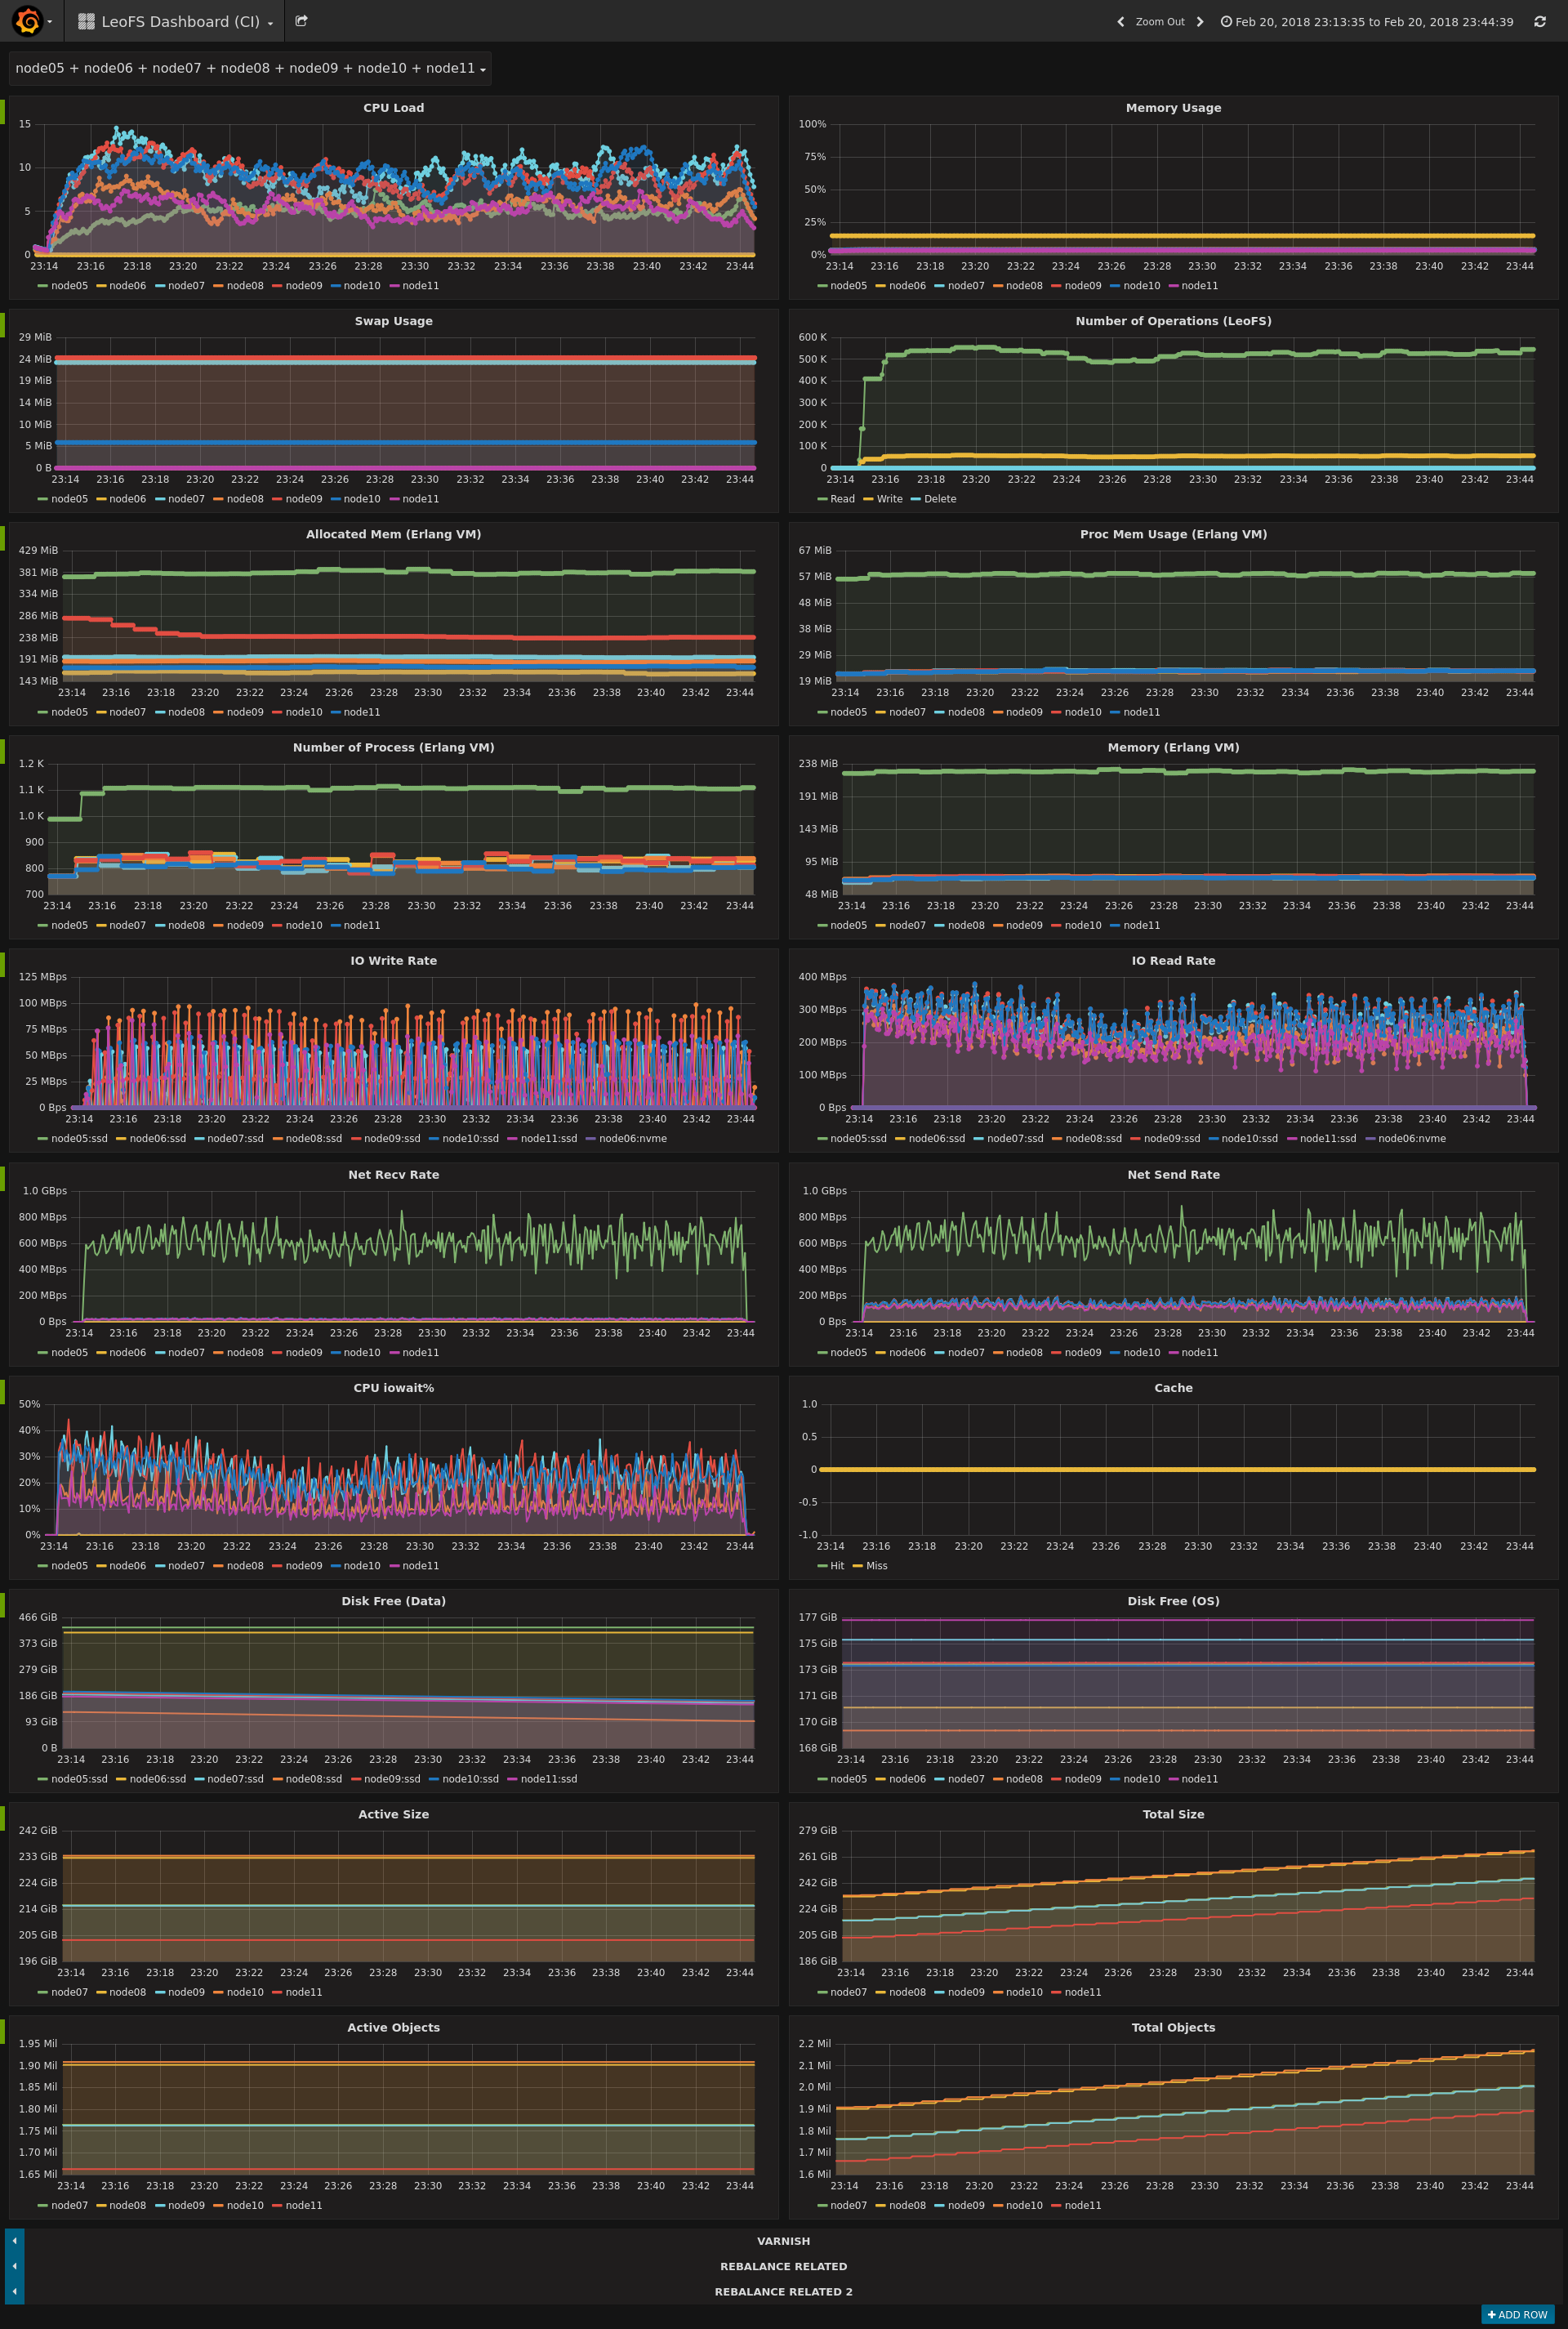 LeoFS Dashboard (CI)
Zoom Out
Feb 20, 2018 23:13:35 to Feb 20, 2018 23:44:39
node05 + node06 + node07 + node08 + node09 + node10 + node11
CPU Load
15
10
5
0
23:14 23:16 23:18 23:20 23:22 23:24 23:26 23:28 23:30 23:32 23:34 23:36 23:38 23:40 23:42 23:44
node05 node06 node07 node08 node09 node10 node11
Memory Usage
100%
75%
50%
25%
0%
23:14 23:16 23:18 23:20 23:22 23:24 23:26 23:28 23:30 23:32 23:34 23:36 23:38 23:40 23:42 23:44
node05 node06 node07 node08 node09 node10 node11
Swap Usage
29 MiB
24 MiB
19 MiB
14 MiB
10 MiB
5 MiB
0 B
23:14 23:16 23:18 23:20 23:22 23:24 23:26 23:28 23:30 23:32 23:34 23:36 23:38 23:40 23:42 23:44
node05 node06 node07 node08 node09 node10 node11
Number of Operations (LeoFS)
600 K
500 K
400 K
300 K
200 K
100 K
0
23:14 23:16 23:18 23:20 23:22 23:24 23:26 23:28 23:30 23:32 23:34 23:36 23:38 23:40 23:42 23:44
Read Write Delete
Allocated Mem (Erlang VM)
429 MiB
381 MiB
334 MiB
286 MiB
238 MiB
191 MiB
143 MiB
23:14 23:16 23:18 23:20 23:22 23:24 23:26 23:28 23:30 23:32 23:34 23:36 23:38 23:40 23:42 23:44
node05 node07 node08 node09 node10 node11
Proc Mem Usage (Erlang VM)
67 MiB
57 MiB
48 MiB
38 MiB
29 MiB
19 MiB
23:14 23:16 23:18 23:20 23:22 23:24 23:26 23:28 23:30 23:32 23:34 23:36 23:38 23:40 23:42 23:44
node05 node07 node08 node09 node10 node11
Number of Process (Erlang VM)
1.2 K
1.1 K
1.0 K
900
800
700
23:14 23:16 23:18 23:20 23:22 23:24 23:26 23:28 23:30 23:32 23:34 23:36 23:38 23:40 23:42 23:44
node05 node07 node08 node09 node10 node11
Memory (Erlang VM)
238 MiB
191 MiB
143 MiB
95 MiB
48 MiB
23:14 23:16 23:18 23:20 23:22 23:24 23:26 23:28 23:30 23:32 23:34 23:36 23:38 23:40 23:42 23:44
node05 node07 node08 node09 node10 node11
IO Write Rate
125 MBps
100 MBps
75 MBps
50 MBps
25 MBps
0 Bps
23:14 23:16 23:18 23:20 23:22 23:24 23:26 23:28 23:30 23:32 23:34 23:36 23:38 23:40 23:42 23:44
node05:ssd node06:ssd node07:ssd node08:ssd node09:ssd node10:ssd node11:ssd node06:nvme
IO Read Rate
400 MBps
300 MBps
200 MBps
100 MBps
0 Bps
23:14 23:16 23:18 23:20 23:22 23:24 23:26 23:28 23:30 23:32 23:34 23:36 23:38 23:40 23:42 23:44
node05:ssd node06:ssd node07:ssd node08:ssd node09:ssd node10:ssd node11:ssd node06:nvme
Net Recv Rate
1.0 GBps
800 MBps
600 MBps
400 MBps
200 MBps
0 Bps
23:14 23:16 23:18 23:20 23:22 23:24 23:26 23:28 23:30 23:32 23:34 23:36 23:38 23:40 23:42 23:44
node05 node06 node07 node08 node09 node10 node11
Net Send Rate
1.0 GBps
800 MBps
600 MBps
400 MBps
200 MBps
0 Bps
23:14 23:16 23:18 23:20 23:22 23:24 23:26 23:28 23:30 23:32 23:34 23:36 23:38 23:40 23:42 23:44
node05 node06 node07 node08 node09 node10 node11
CPU iowait%
50%
40%
30%
20%
10%
0%
23:14 23:16 23:18 23:20 23:22 23:24 23:26 23:28 23:30 23:32 23:34 23:36 23:38 23:40 23:42 23:44
node05 node06 node07 node08 node09 node10 node11
Cache
1.0
0.5
0
-0.5
-1.0
23:14 23:16 23:18 23:20 23:22 23:24 23:26 23:28 23:30 23:32 23:34 23:36 23:38 23:40 23:42 23:44
Hit Miss
Disk Free (Data)
466 GiB
373 GiB
279 GiB
186 GiB
93 GiB
0 B
23:14 23:16 23:18 23:20 23:22 23:24 23:26 23:28 23:30 23:32 23:34 23:36 23:38 23:40 23:42 23:44
node05:ssd node06:ssd node07:ssd node08:ssd node09:ssd node10:ssd node11:ssd
Disk Free (OS)
177 GiB
175 GiB
173 GiB
171 GiB
170 GiB
168 GiB
23:14 23:16 23:18 23:20 23:22 23:24 23:26 23:28 23:30 23:32 23:34 23:36 23:38 23:40 23:42 23:44
node05 node06 node07 node08 node09 node10 node11
Active Size
242 GiB
233 GiB
224 GiB
214 GiB
205 GiB
196 GiB
23:14 23:16 23:18 23:20 23:22 23:24 23:26 23:28 23:30 23:32 23:34 23:36 23:38 23:40 23:42 23:44
node07 node08 node09 node10 node11
Total Size
279 GiB
261 GiB
242 GiB
224 GiB
205 GiB
186 GiB
23:14 23:16 23:18 23:20 23:22 23:24 23:26 23:28 23:30 23:32 23:34 23:36 23:38 23:40 23:42 23:44
node07 node08 node09 node10 node11
Active Objects
1.95 Mil
1.90 Mil
1.85 Mil
1.80 Mil
1.75 Mil
1.70 Mil
1.65 Mil
23:14 23:16 23:18 23:20 23:22 23:24 23:26 23:28 23:30 23:32 23:34 23:36 23:38 23:40 23:42 23:44
node07 node08 node09 node10 node11
Total Objects
2.2 Mil
2.1 Mil
2.0 Mil
1.9 Mil
1.8 Mil
1.7 Mil
1.6 Mil
23:14 23:16 23:18 23:20 23:22 23:24 23:26 23:28 23:30 23:32 23:34 23:36 23:38 23:40 23:42 23:44
node07 node08 node09 node10 node11
VARNISH
REBALANCE RELATED
REBALANCE RELATED 2
+ ADD ROW